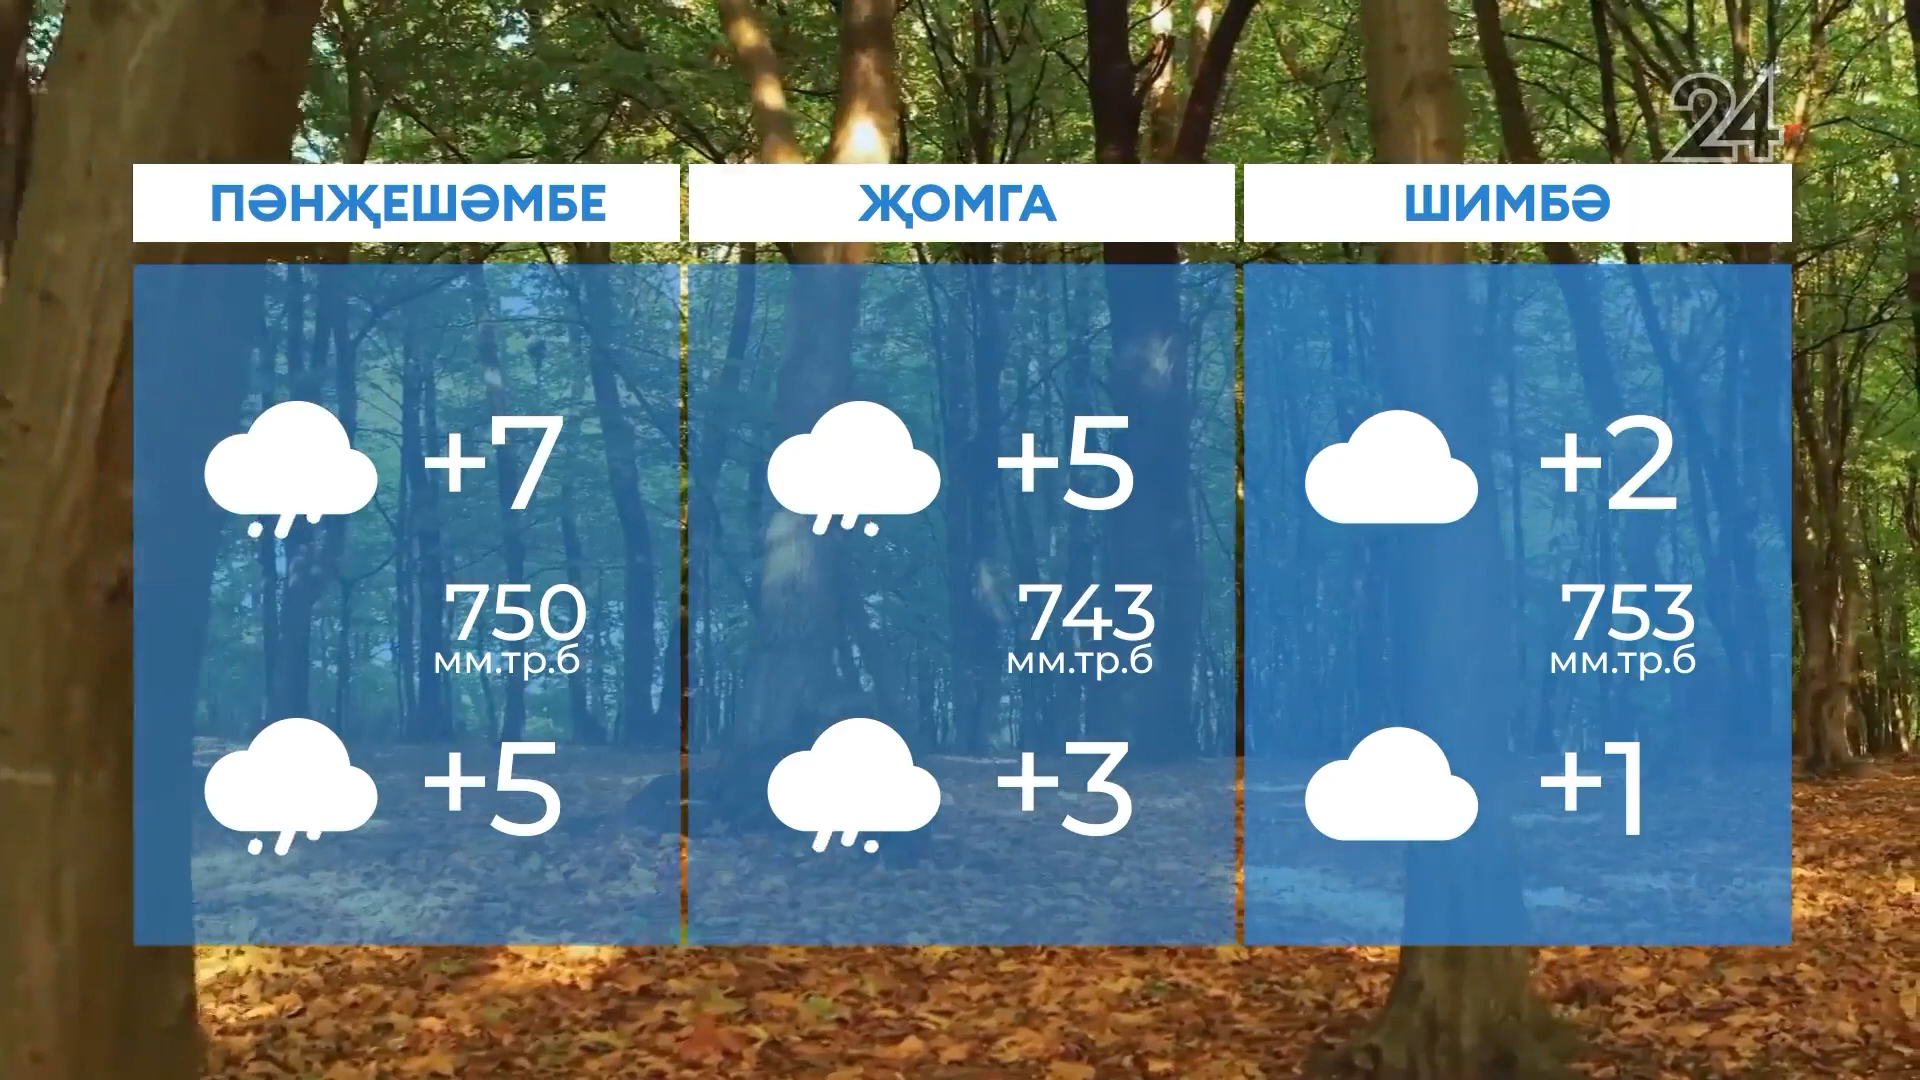 24
ПӘНҖЕШӘМБЕ
ҖОМГА
ШИМБӘ
+7
+5
+2
750
мм.тр.б
743
мм.тр.б
753
мм.тр.б
+5
+3
+1